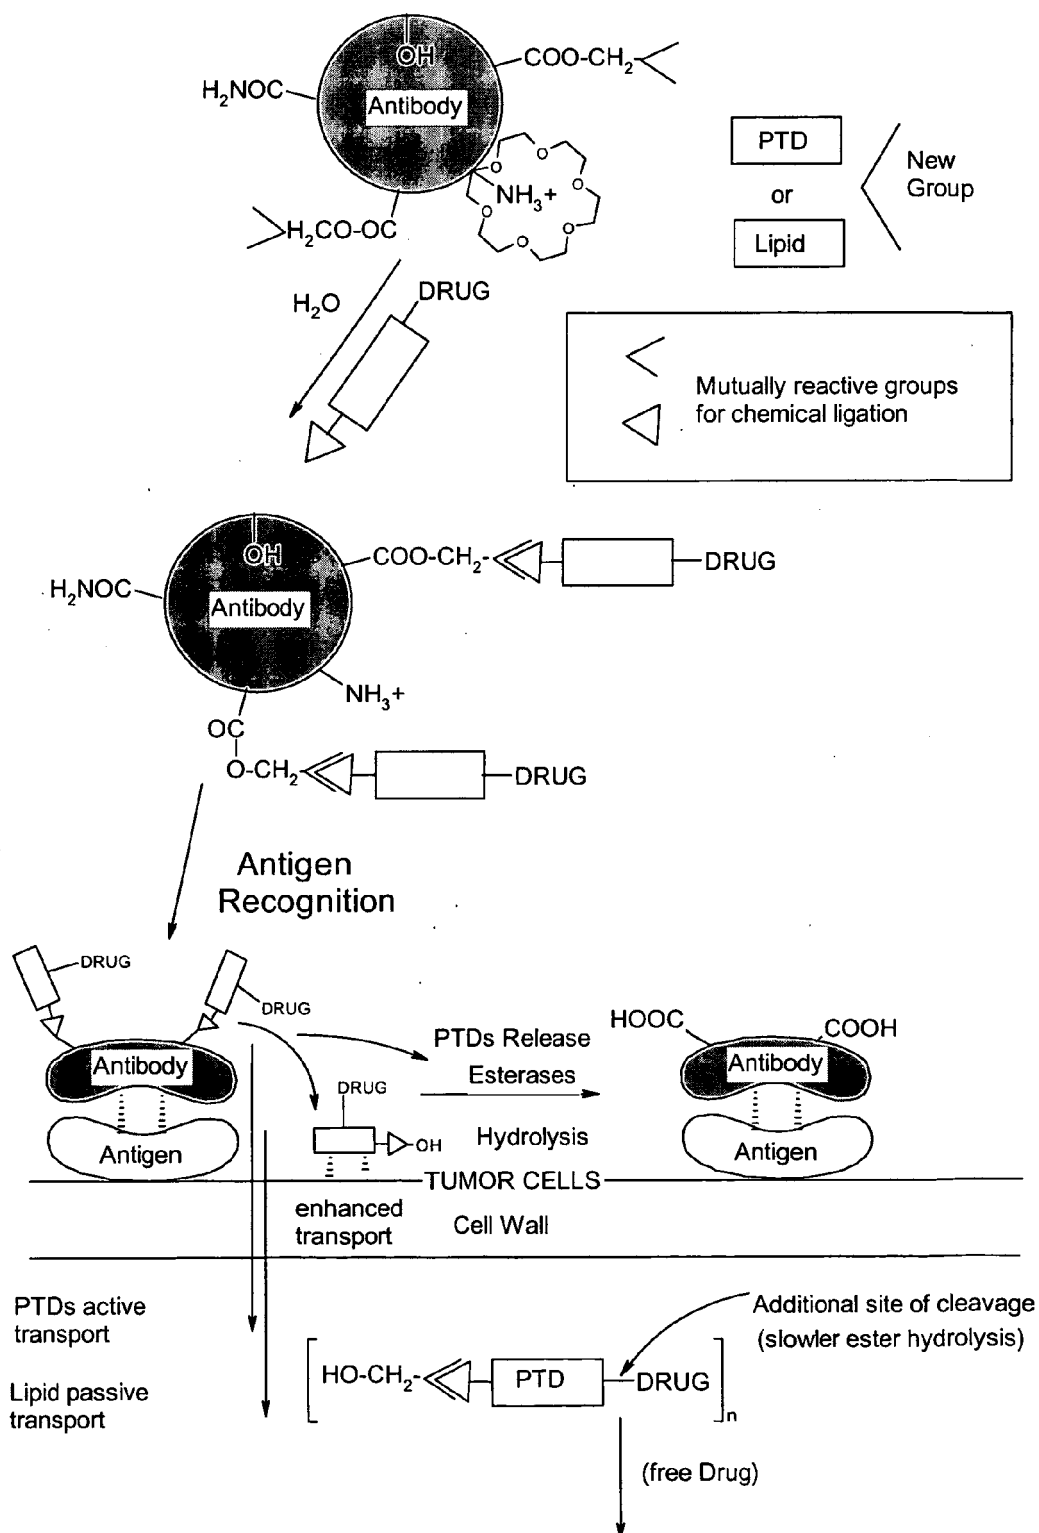 OH
COO-CH2
H2NOC
Antibody
O
O
O
O
O
O
NH3+
H2CO-OC
PTD
or
Lipid
New
Group
H2O
DRUG
Mutually reactive groups
for chemical ligation
OH
COO-CH2-
DRUG
H2NOC
Antibody
NH3+
OC
O-CH2
DRUG
Antigen
Recognition
DRUG
DRUG
Antibody
Antigen
DRUG
OH
PTDs Release
Esterases
Hydrolysis
HOOC
COOH
Antibody
Antigen
TUMOR CELLS
enhanced
transport
Cell Wall
PTDs active
transport
Lipid passive
transport
Additional site of cleavage
(slowler ester hydrolysis)
HO-CH2-
PTD
DRUG
n
(free Drug)